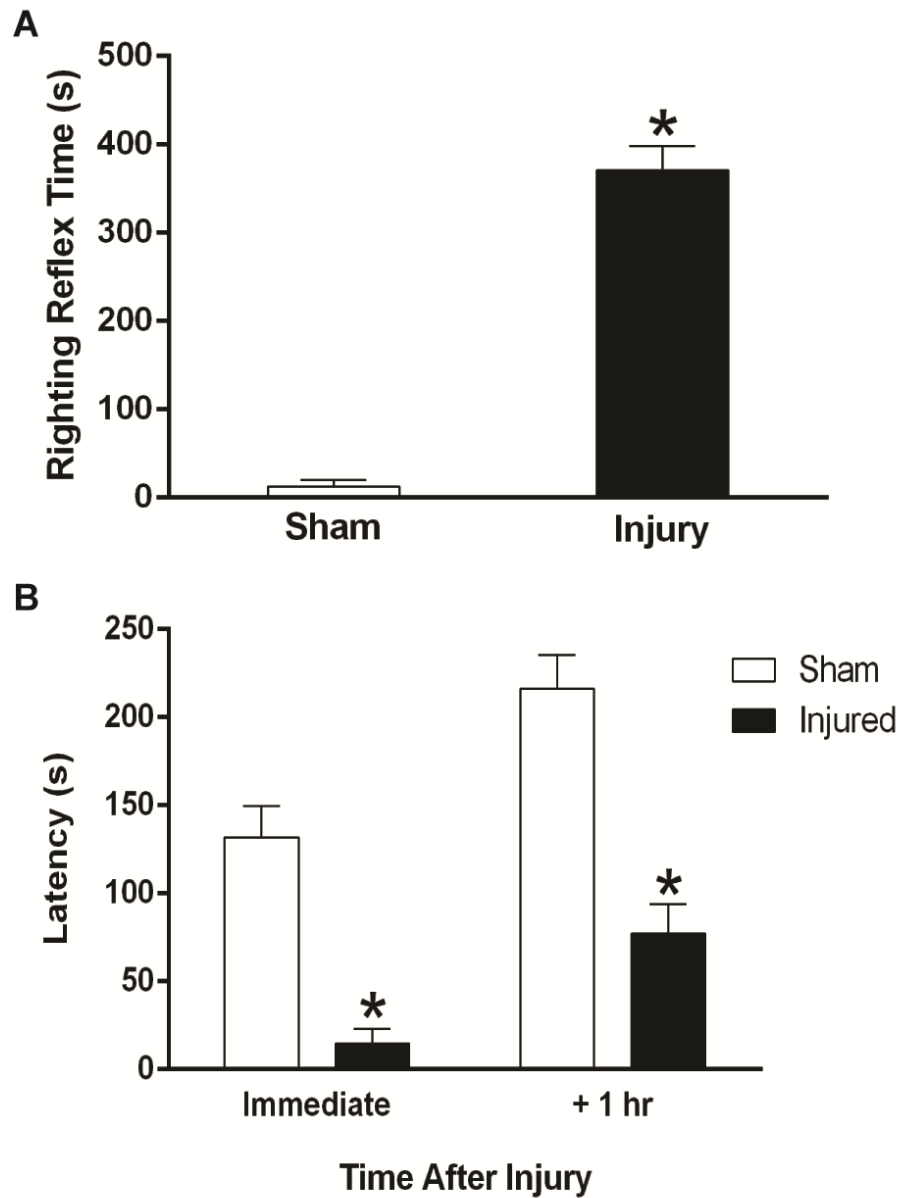 A
Righting Reflex Time (s)
500
400
300
200
100
0
*
Sham
Injury
B
Latency (s)
250
200
150
100
50
0
*
*
Sham
Injured
Immediate
+ 1 hr
Time After Injury